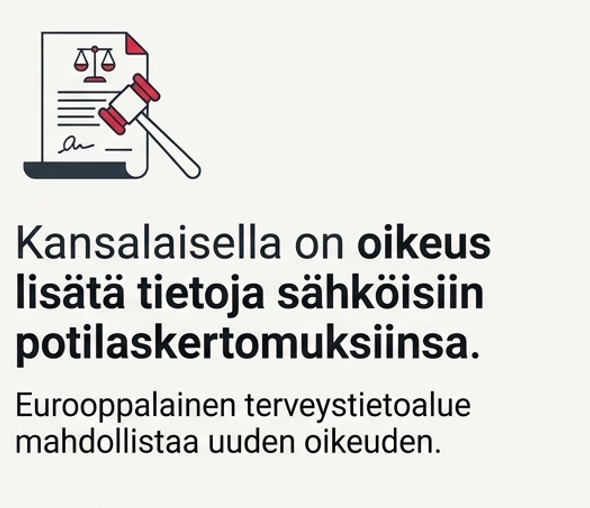 Kansalaisella on oikeus
lisätä tietoja sähköisiin
potilaskertomuksiinsa.
Eurooppalainen terveystietoalue
mahdollistaa uuden oikeuden.